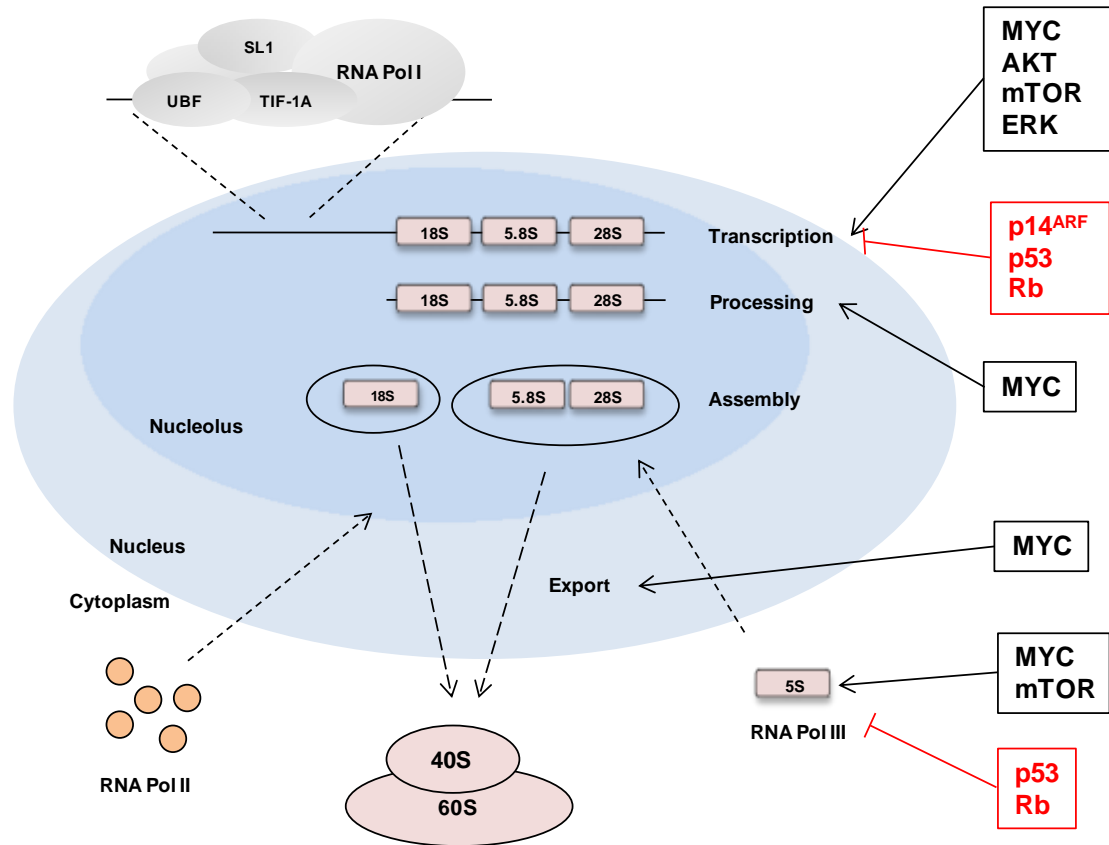 SL1
RNA Pol I
UBF
TIF-1A
MYC
AKT
mTOR
ERK
18S
5.8S
28S
Transcription
p14ARF
p53
Rb
18S
5.8S
28S
Processing
MYC
18S
5.8S
28S
Assembly
Nucleolus
Nucleus
Export
MYC
Cytoplasm
5S
MYC
mTOR
RNA Pol III
RNA Pol II
40S
60S
p53
Rb